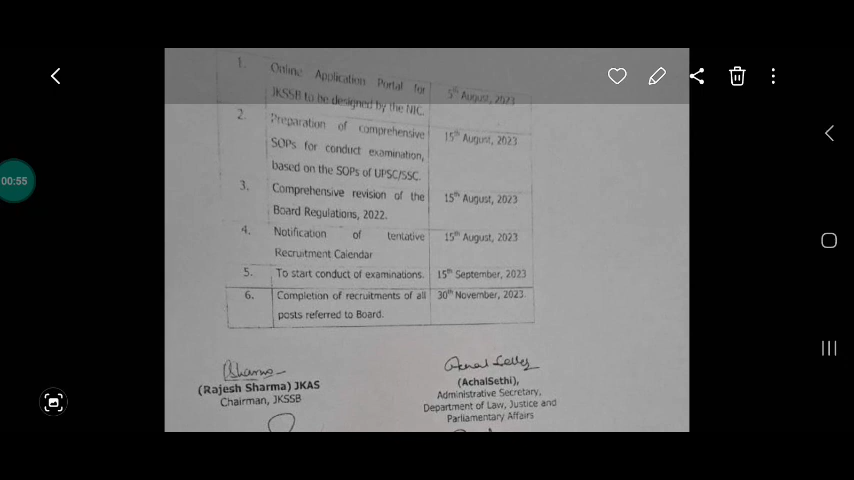 1. Online Application Portal for 5th August, 2023
JKSSB to be designed by the NIC.
2. Preparation of comprehensive 15th August, 2023
SOPs for conduct examination,
based on the SOPs of UPSC/SSC.
3. Comprehensive revision of the 15th August, 2023
Board Regulations, 2022.
4. Notification of tentative 15th August, 2023
Recruitment Calendar
5. To start conduct of examinations. 15th September, 2023
6. Completion of recruitments of all 30th November, 2023
posts referred to Board.
00:55
(Rajesh Sharma) JKAS
Chairman, JKSSB
Achal Sethi
(AchalSethi),
Administrative Secretary,
Department of Law, Justice and
Parliamentary Affairs